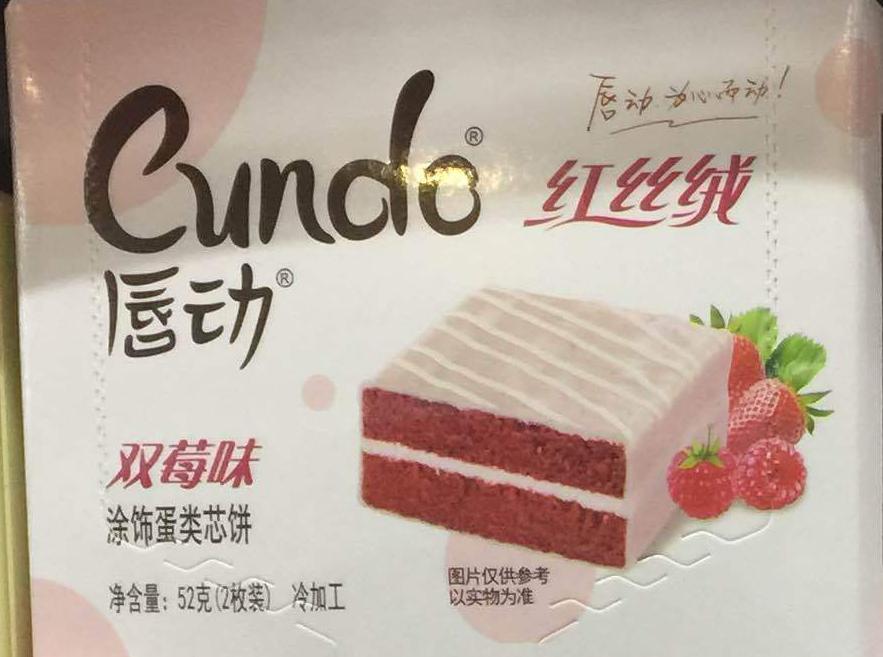 Cundo®
唇动 为心而动!
红丝绒
唇动®
双莓味
涂饰蛋类芯饼
净含量：52克(2枚装) 冷加工
图片仅供参考
以实物为准